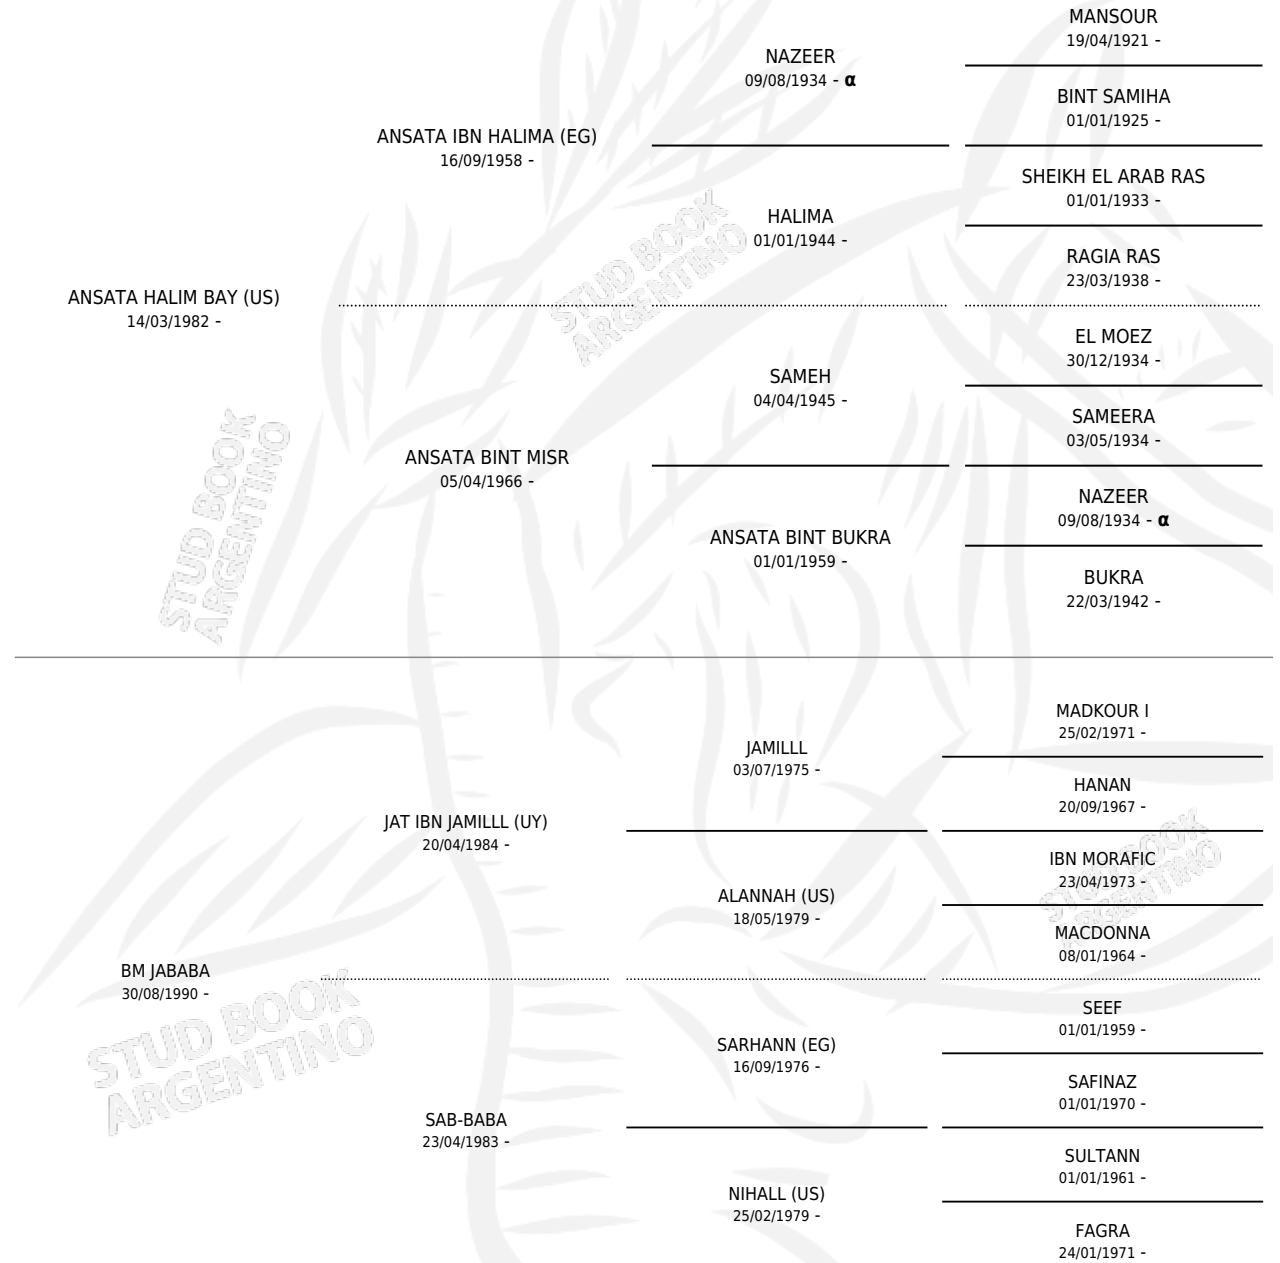 MANSOUR
19/04/1921 -
NAZEER
09/08/1934 - α
BINT SAMIHA
01/01/1925 -
ANSATA IBN HALIMA (EG)
16/09/1958 -
SHEIKH EL ARAB RAS
01/01/1933 -
HALIMA
01/01/1944 -
RAGIA RAS
23/03/1938 -
ANSATA HALIM BAY (US)
14/03/1982 -
EL MOEZ
30/12/1934 -
SAMEH
04/04/1945 -
SAMEERA
03/05/1934 -
ANSATA BINT MISR
05/04/1966 -
NAZEER
09/08/1934 - α
ANSATA BINT BUKRA
01/01/1959 -
BUKRA
22/03/1942 -
STUD BOOK
ARGENTINO
STUD BOOK
ARGENTINO
MADKOUR I
25/02/1971 -
JAMILLL
03/07/1975 -
HANAN
20/09/1967 -
JAT IBN JAMILLL (UY)
20/04/1984 -
IBN MORAFIC
23/04/1973 -
ALANNAH (US)
18/05/1979 -
MACDONNA
08/01/1964 -
BM JABABA
30/08/1990 -
SEEF
01/01/1959 -
SARHANN (EG)
16/09/1976 -
SAFINAZ
01/01/1970 -
SAB-BABA
23/04/1983 -
SULTANN
01/01/1961 -
NIHALL (US)
25/02/1979 -
FAGRA
24/01/1971 -
STUD BOOK
ARGENTINO
STUD BOOK
ARGENTINO